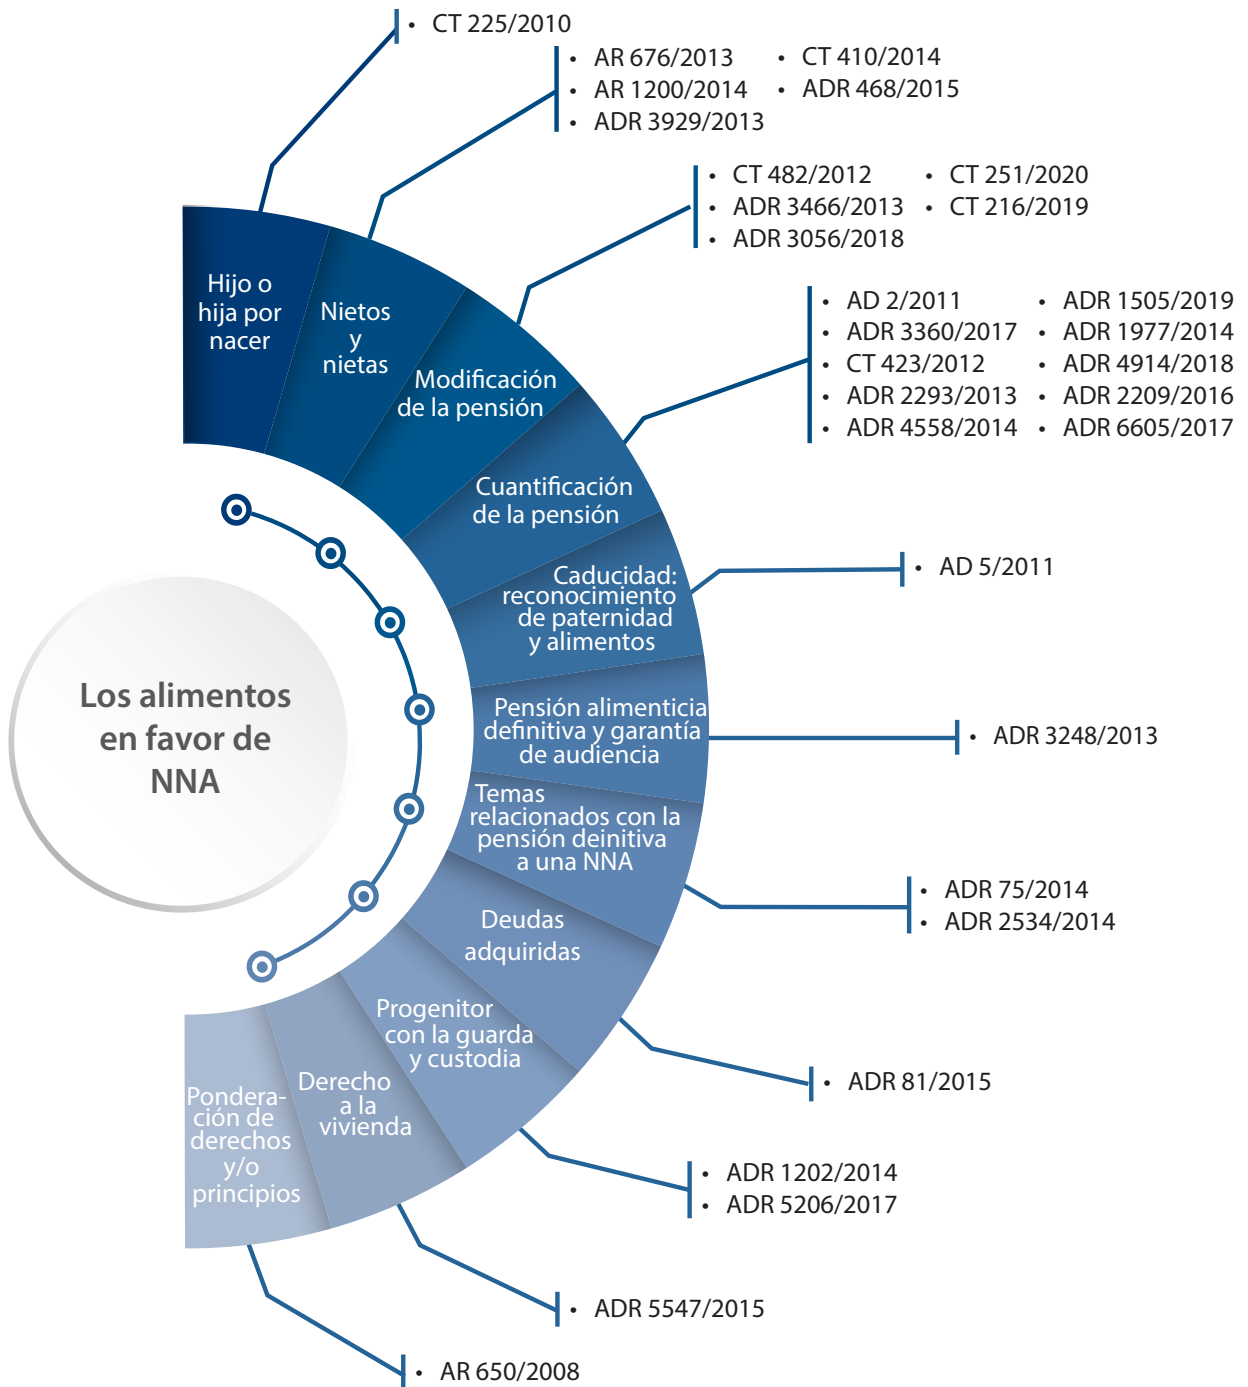 • CT 225/2010
• AR 676/2013
• AR 1200/2014
• ADR 3929/2013
• CT 410/2014
• ADR 468/2015
• CT 482/2012
• ADR 3466/2013
• ADR 3056/2018
• CT 251/2020
• CT 216/2019
• AD 2/2011
• ADR 3360/2017
• CT 423/2012
• ADR 2293/2013
• ADR 4558/2014
• ADR 1505/2019
• ADR 1977/2014
• ADR 4914/2018
• ADR 2209/2016
• ADR 6605/2017
• AD 5/2011
• ADR 3248/2013
• ADR 75/2014
• ADR 2534/2014
• ADR 81/2015
• ADR 1202/2014
• ADR 5206/2017
• ADR 5547/2015
• AR 650/2008
Hijo o
hija por
nacer
Nietos
y
nietas
Modificación
de la pensión
Cuantificación
de la pensión
Caducidad:
reconocimiento
de paternidad
y alimentos
Pensión alimenticia
definitiva y garantía
de audiencia
Temas
relacionados con la
pensión deinitiva
a una NNA
Deudas
adquiridas
Progenitor
con la guarda
y custodia
Derecho
a la
vivienda
Pondera-
ción de
derechos
y/o
principios
Los alimentos
en favor de
NNA